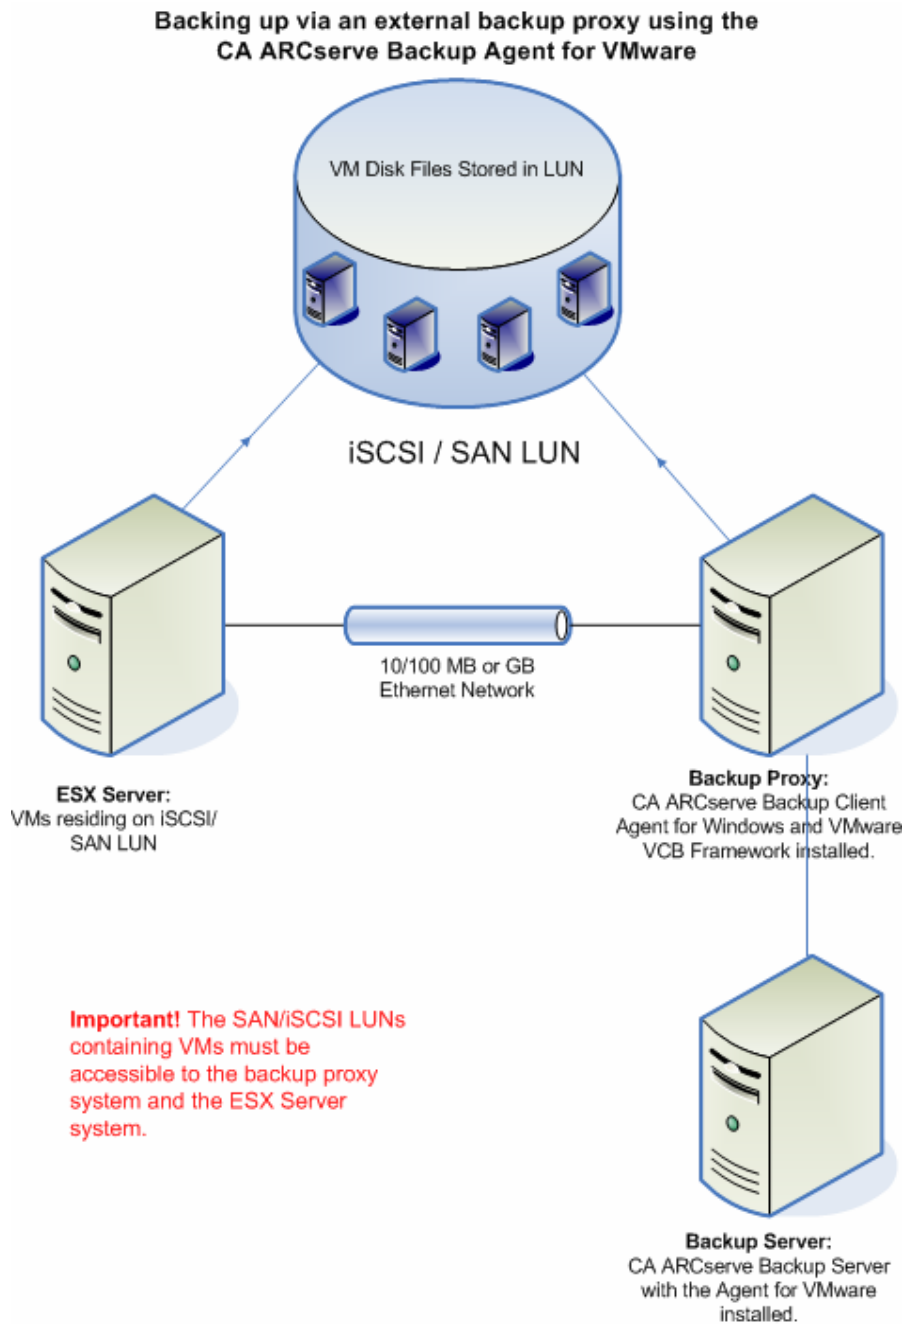 Backing up via an external backup proxy using the
CA ARCserve Backup Agent for VMware
VM Disk Files Stored in LUN
iSCSI / SAN LUN
10/100 MB or GB
Ethernet Network
ESX Server:
VMs residing on iSCSI/
SAN LUN
Backup Proxy:
CA ARCserve Backup Client
Agent for Windows and VMware
VCB Framework installed.
Important! The SAN/iSCSI LUNs
containing VMs must be
accessible to the backup proxy
system and the ESX Server
system.
Backup Server:
CA ARCserve Backup Server
with the Agent for VMware
installed.